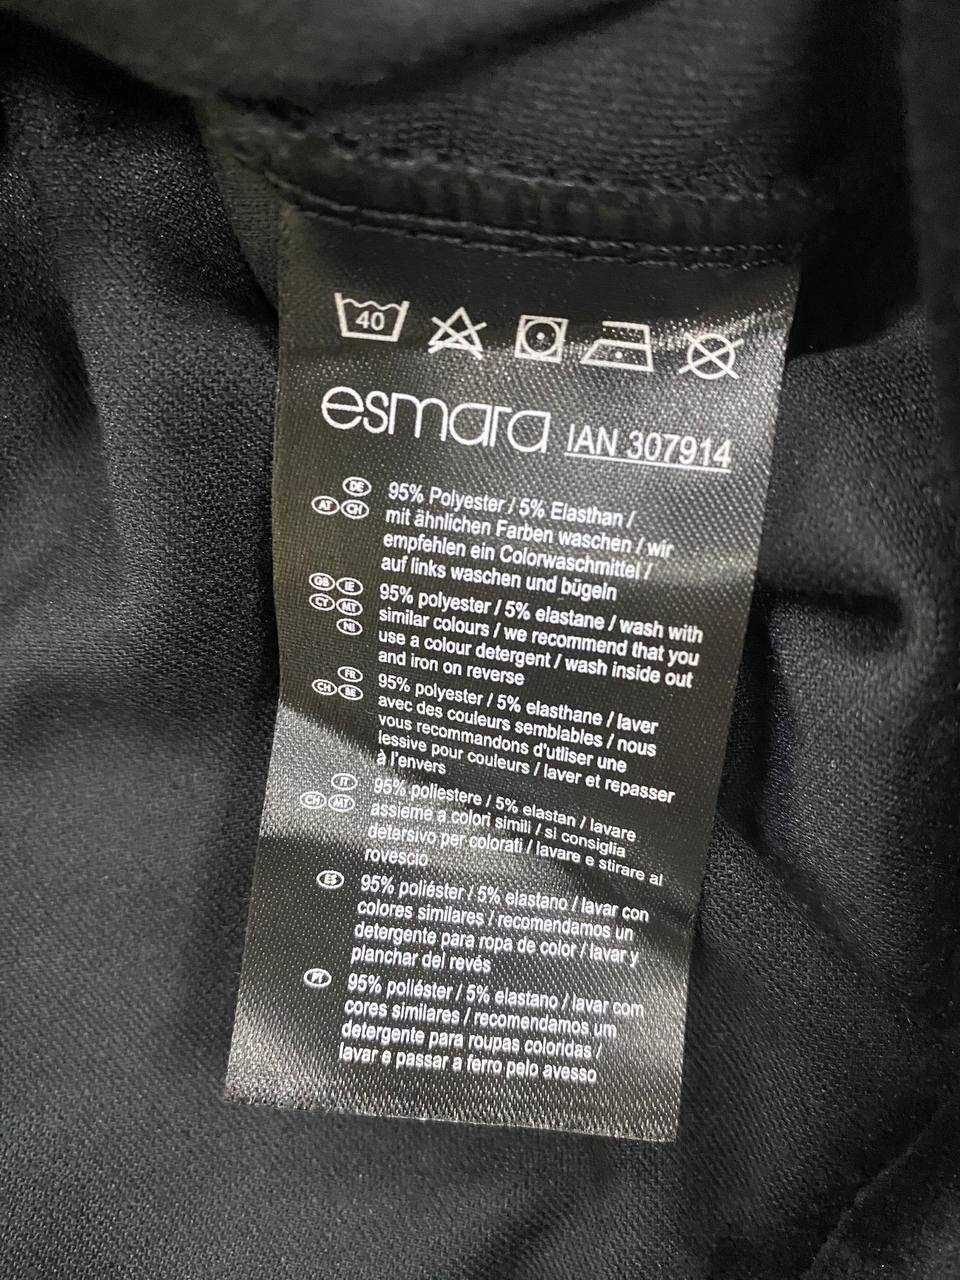 40
esmara IAN 307914
DE 95% Polyester / 5% Elasthan /
AT CH mit ähnlichen Farben waschen / wir
empfehlen ein Colorwaschmittel /
auf links waschen und bügeln
GB IE 95% polyester / 5% elastane / wash with
CY MT similar colours / we recommend that you
NI use a colour detergent / wash inside out
and iron on reverse
FR 95% polyester / 5% elasthane / laver
CH BE avec des couleurs semblables / nous
vous recommandons d'utliser une
lessive pour couleurs / laver et repasser
à l'envers
IT 95% poliestere / 5% elastan / lavare
CH MT assieme a colori simili / si consiglia
detersivo per colorati / lavare e stirare al
rovescio
ES 95% poliéster / 5% elastano / lavar con
colores similares / recomendamos un
detergente para ropa de color / lavar y
planchar del revés
PT 95% poliéster / 5% elastano / lavar com
cores similares / recomendamos um
detergente para roupas coloridas /
lavar e passar a ferro pelo avesso